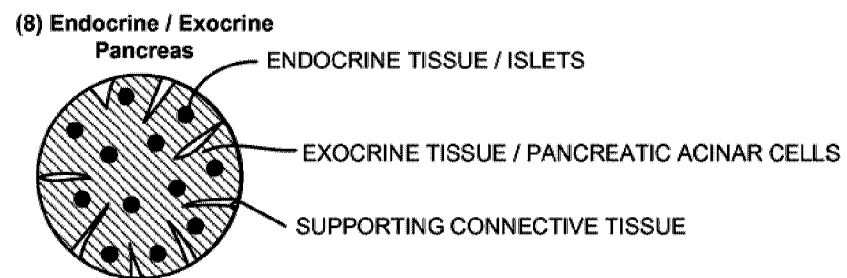 (8) Endocrine / Exocrine
Pancreas
ENDOCRINE TISSUE / ISLETS
EXOCRINE TISSUE / PANCREATIC ACINAR CELLS
SUPPORTING CONNECTIVE TISSUE